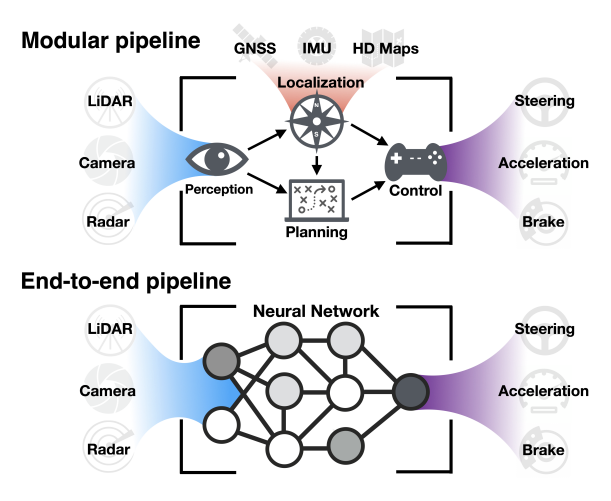 Modular pipeline
GNSS IMU HD Maps
Localization
LiDAR
Camera
Radar
Perception
N
S
Planning
Control
Steering
Acceleration
Brake
End-to-end pipeline
Neural Network
LiDAR
Camera
Radar
Steering
Acceleration
Brake